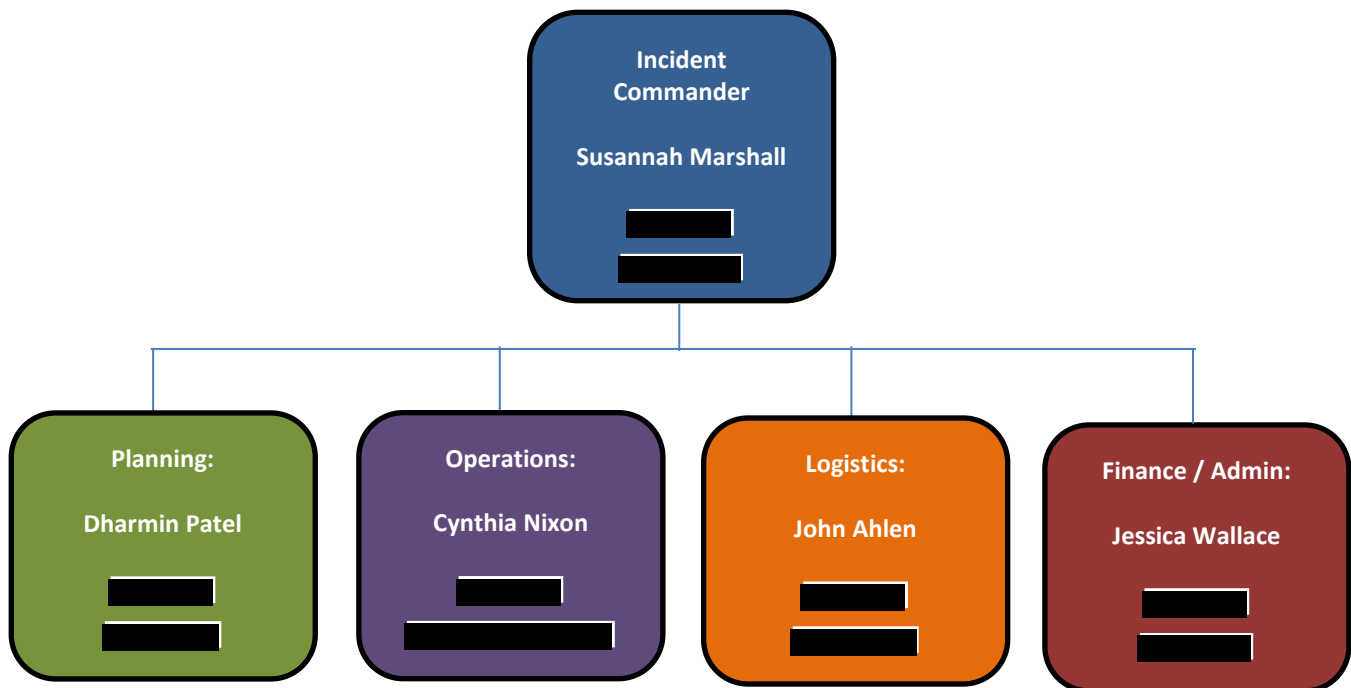 Incident
Commander
Susannah Marshall
Planning:
Dharmin Patel
Operations:
Cynthia Nixon
Logistics:
John Ahlen
Finance / Admin:
Jessica Wallace